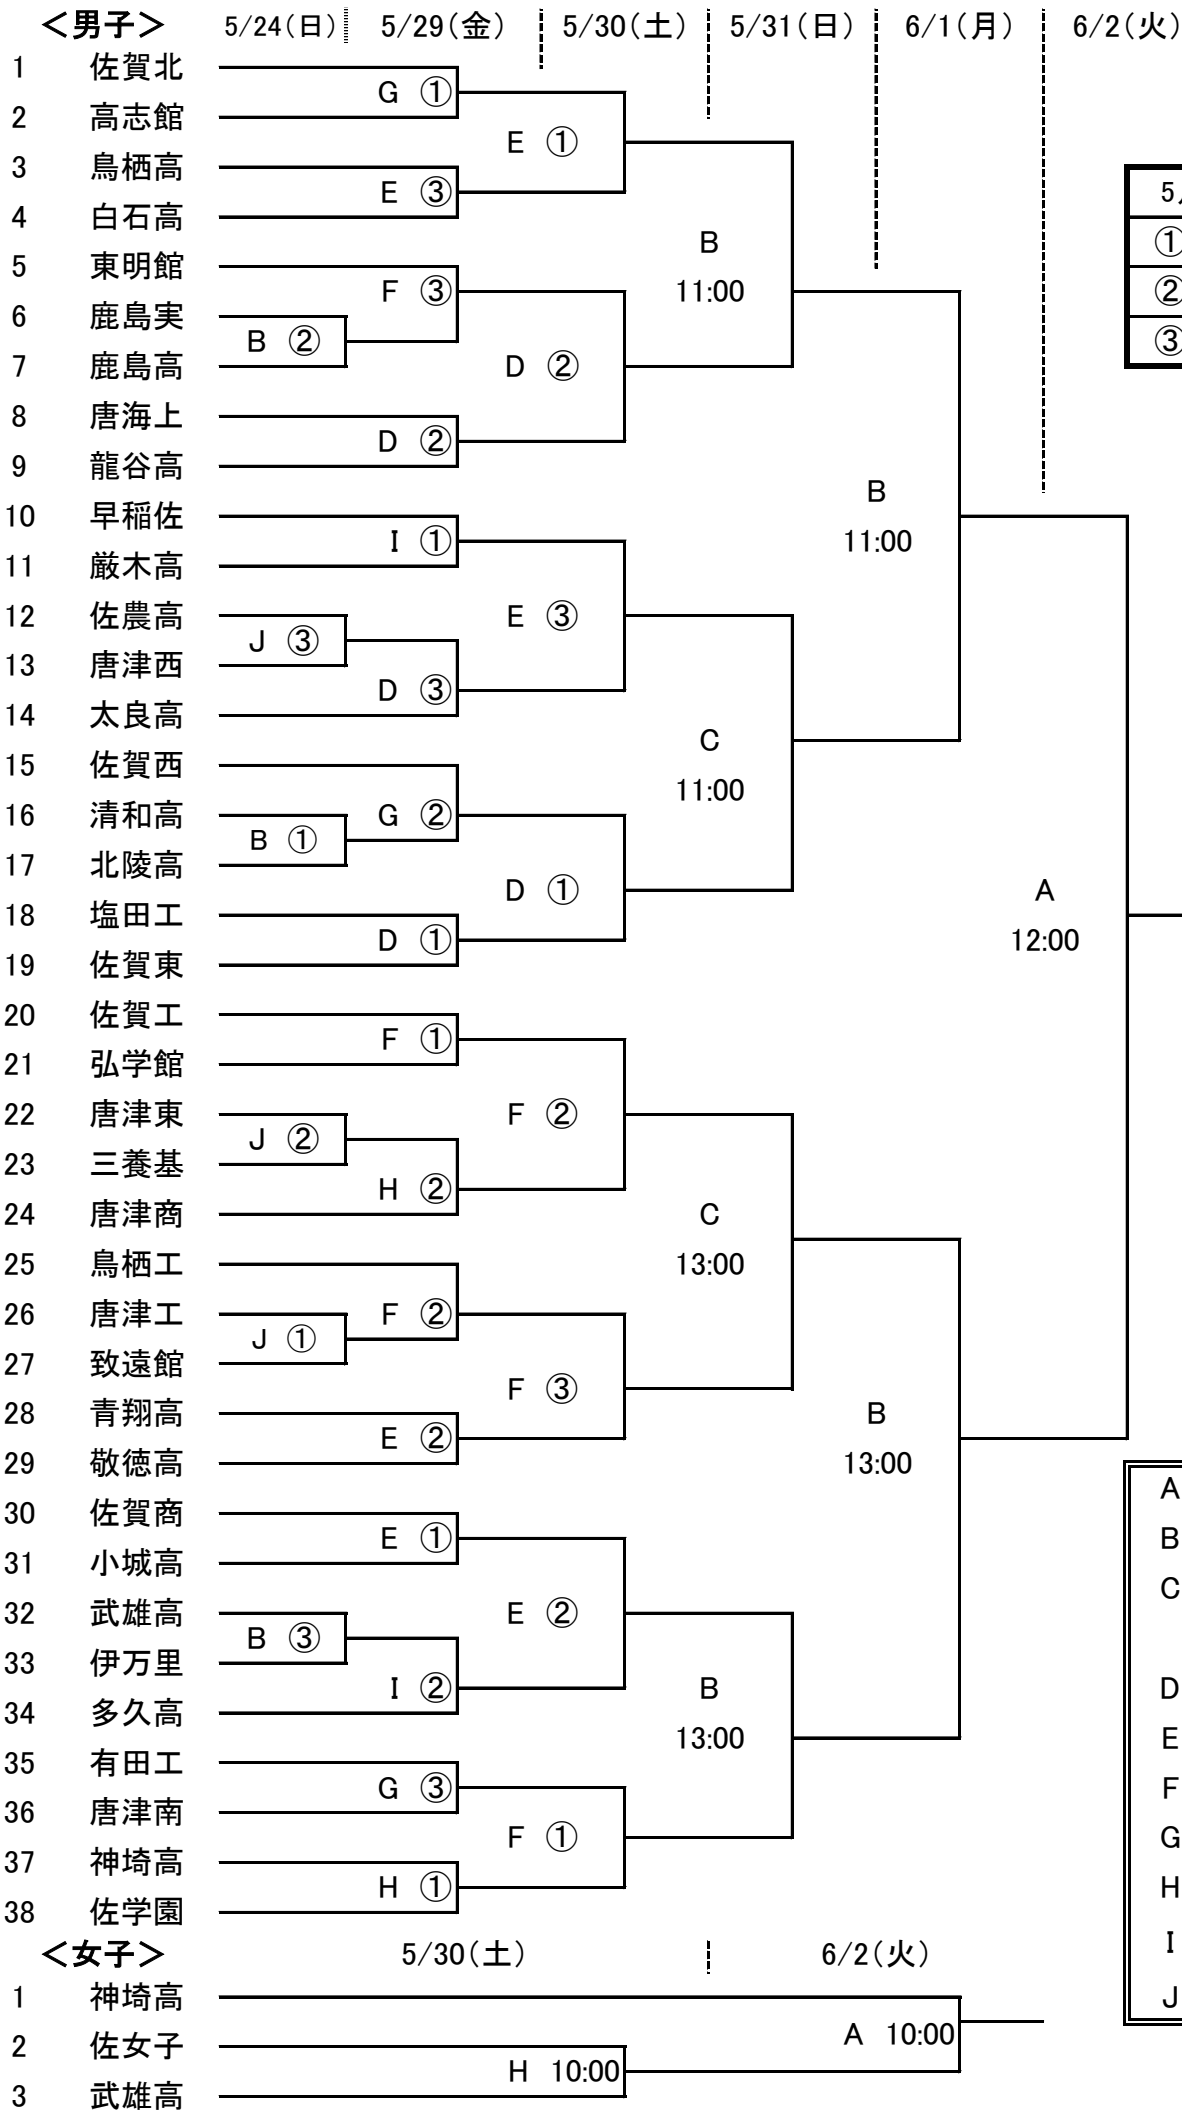 ＜男子＞ 5/24(日) 5/29(金) 5/30(土) 5/31(日) 6/1(月) 6/2(火)
1 佐賀北
G ①
2 高志館
E ①
3 鳥栖高
E ③
4 白石高
5/
①
②
③
B
11:00
5 東明館
F ③
6 鹿島実
B ②
7 鹿島高
D ②
8 唐海上
D ②
9 龍谷高
B
11:00
10 早稲佐
I ①
11 厳木高
12 佐農高
E ③
J ③
13 唐津西
D ③
14 太良高
C
11:00
15 佐賀西
16 清和高
G ②
B ①
17 北陵高
D ①
18 塩田工
D ①
19 佐賀東
A
12:00
20 佐賀工
F ①
21 弘学館
22 唐津東
F ②
J ②
23 三養基
H ②
24 唐津商
C
13:00
25 鳥栖工
26 唐津工
F ②
J ①
27 致遠館
F ③
28 青翔高
E ②
29 敬徳高
B
13:00
30 佐賀商
E ①
31 小城高
32 武雄高
E ②
B ③
33 伊万里
I ②
34 多久高
B
13:00
35 有田工
G ③
36 唐津南
F ①
37 神埼高
H ①
38 佐学園
A
B
C
D
E
F
G
H
I
J
＜女子＞ 5/30(土) 6/2(火)
1 神埼高
A 10:00
2 佐女子
H 10:00
3 武雄高